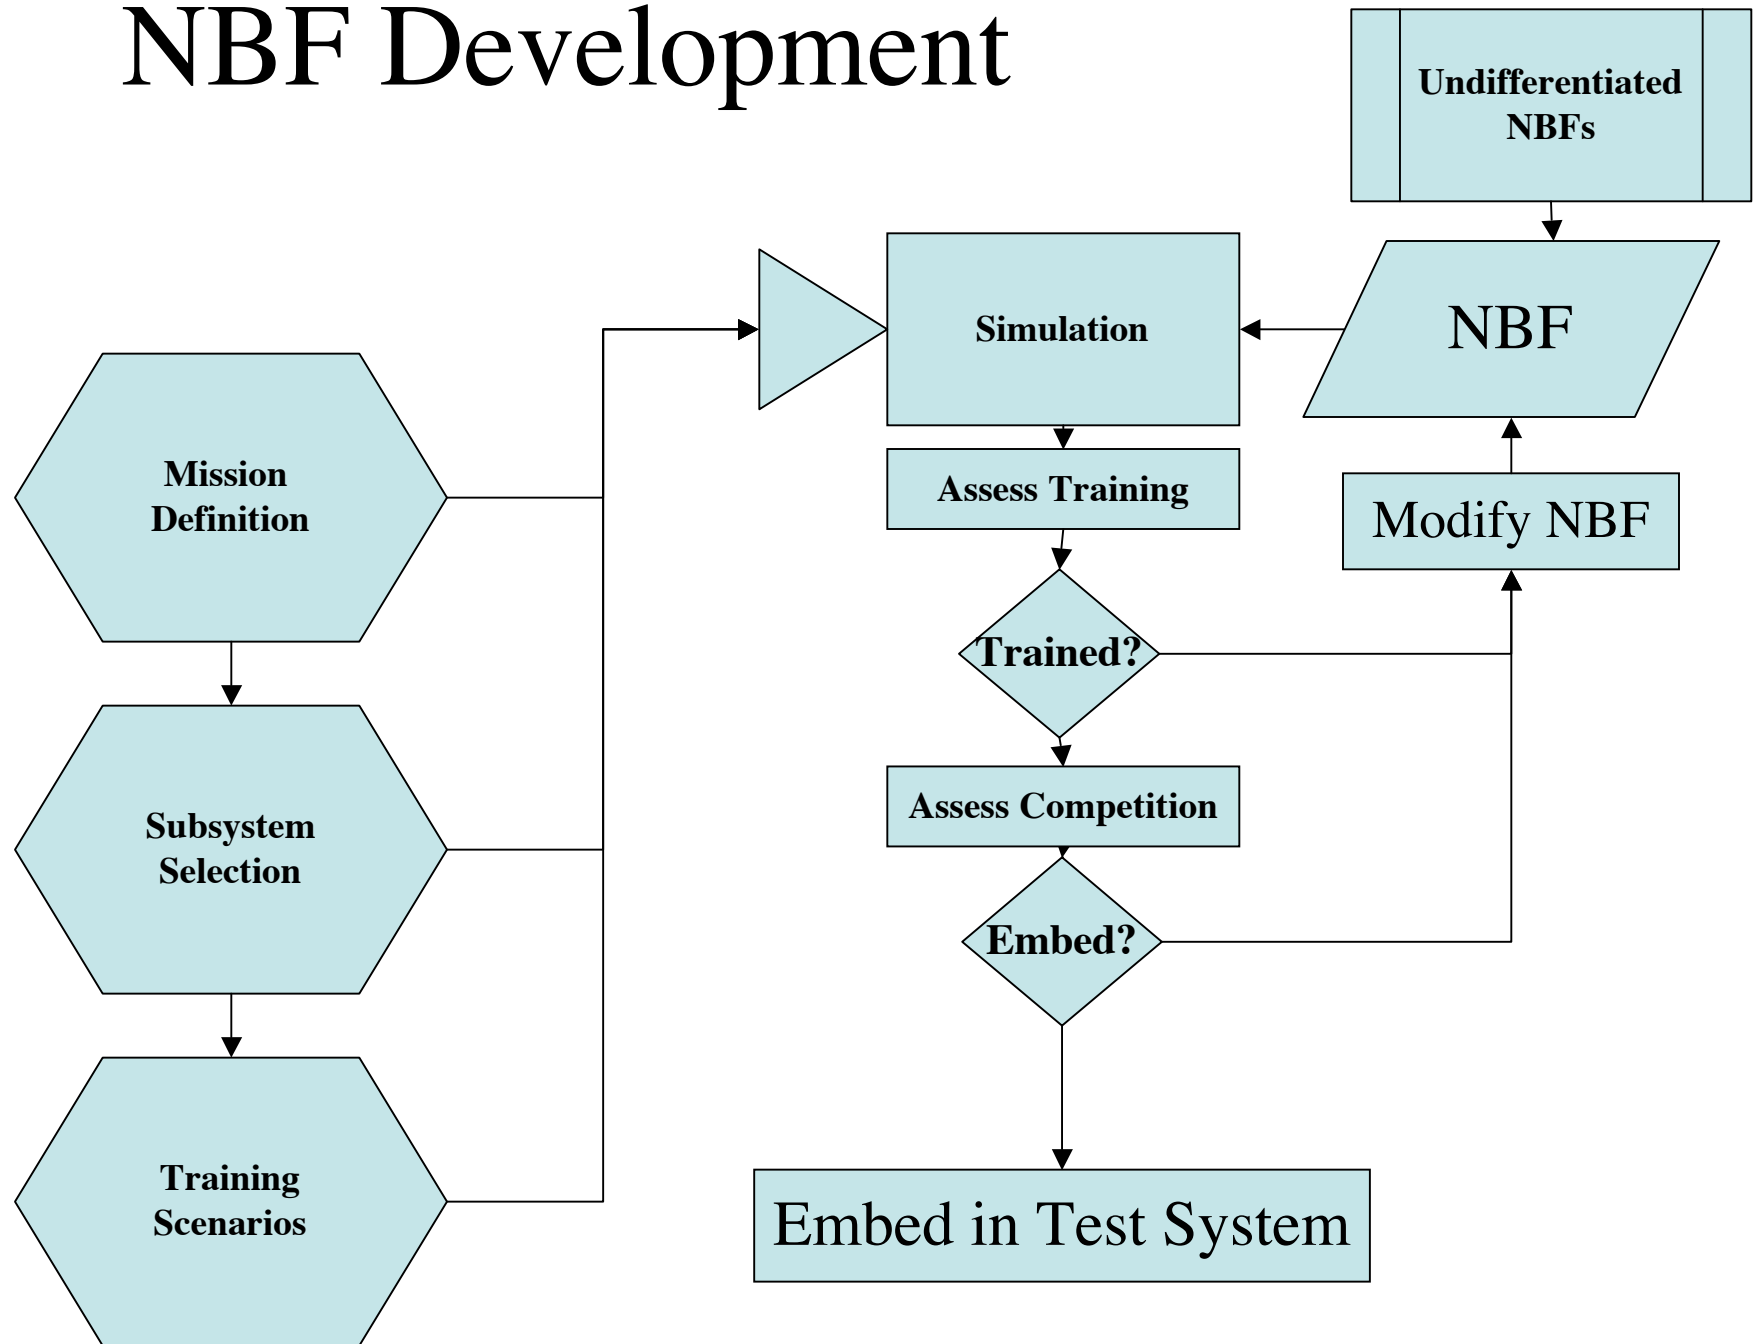 NBF Development
Undifferentiated
NBFs
Simulation
NBF
Mission
Definition
Assess Training
Modify NBF
Trained?
Subsystem
Selection
Assess Competition
Embed?
Training
Scenarios
Embed in Test System